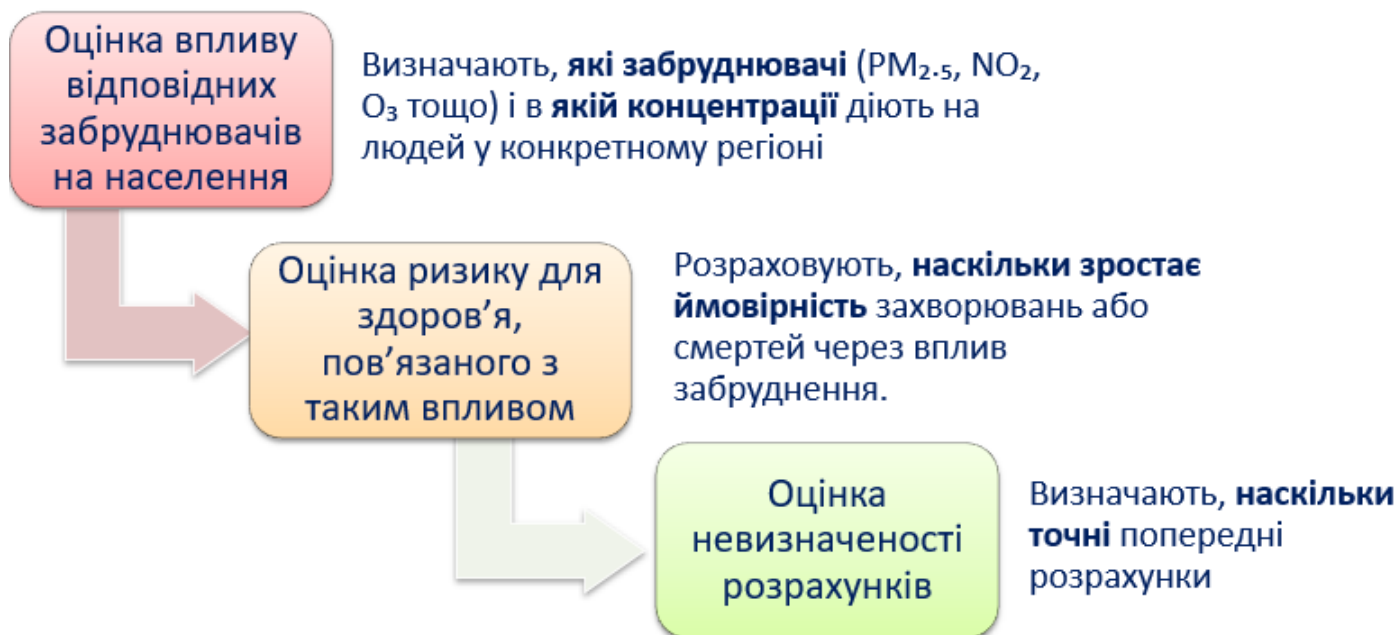 Оцінка впливу
відповідних
забруднювачів
на населення
Визначають, які забруднювачі (PM₂.₅, NO₂,
O₃ тощо) і в якій концентрації діють на
людей у конкретному регіоні
Оцінка ризику для
здоров’я,
пов’язаного з
таким впливом
Розраховують, наскільки зростає
ймовірність захворювань або
смертей через вплив
забруднення.
Оцінка
невизначеності
розрахунків
Визначають, наскільки
точні попередні
розрахунки